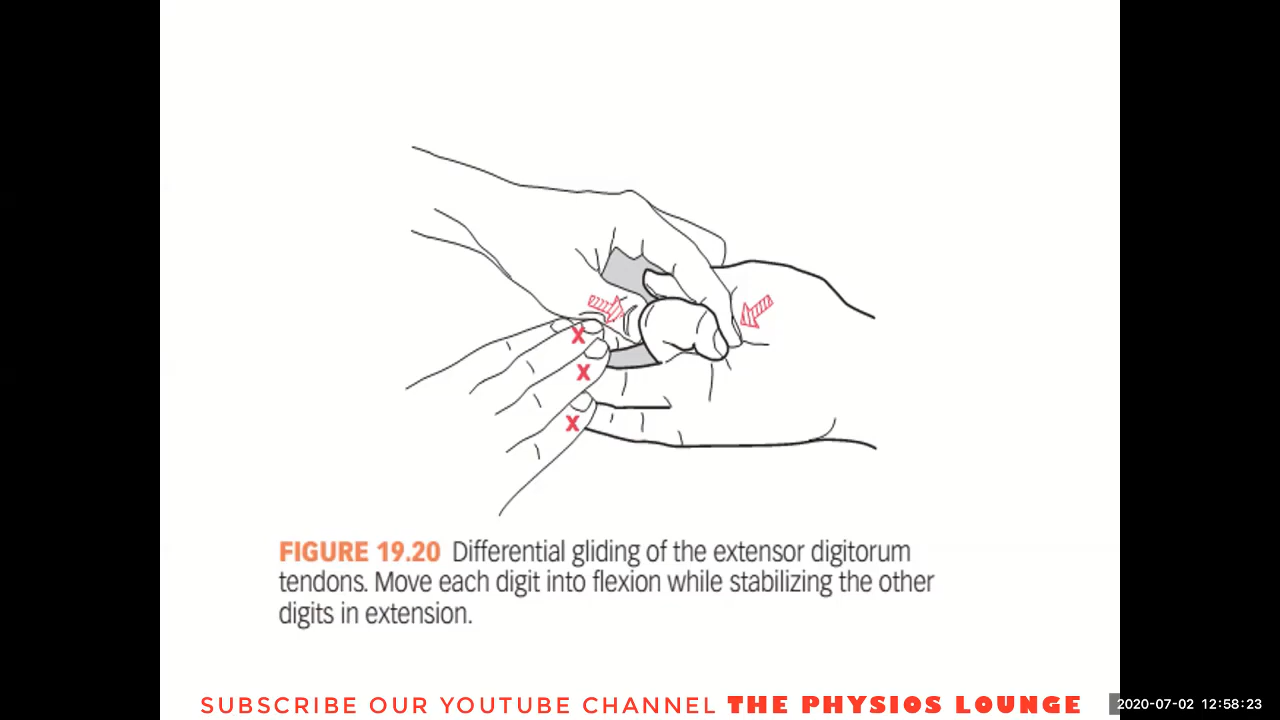 X
X
X
FIGURE 19.20 Differential gliding of the extensor digitorum
tendons. Move each digit into flexion while stabilizing the other
digits in extension.
SUBSCRIBE OUR YOUTUBE CHANNEL THE PHYSIOS LOUNGE
2020-07-02 12:58:23